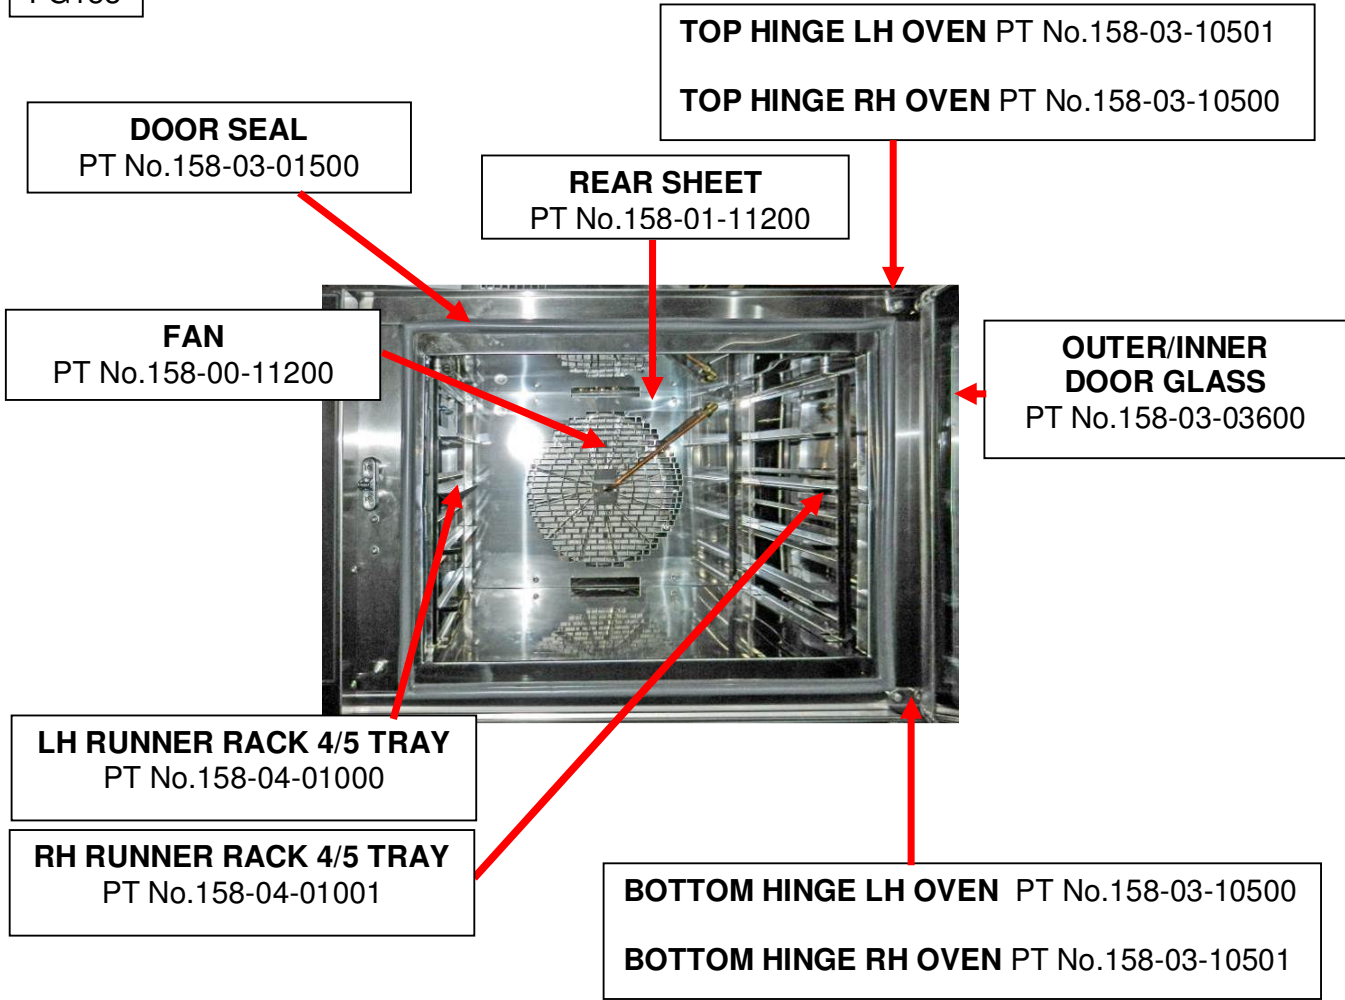 TOP HINGE LH OVEN PT No.158-03-10501
TOP HINGE RH OVEN PT No.158-03-10500
DOOR SEAL
PT No.158-03-01500
REAR SHEET
PT No.158-01-11200
FAN
PT No.158-00-11200
OUTER/INNER
DOOR GLASS
PT No.158-03-03600
LH RUNNER RACK 4/5 TRAY
PT No.158-04-01000
RH RUNNER RACK 4/5 TRAY
PT No.158-04-01001
BOTTOM HINGE LH OVEN PT No.158-03-10500
BOTTOM HINGE RH OVEN PT No.158-03-10501